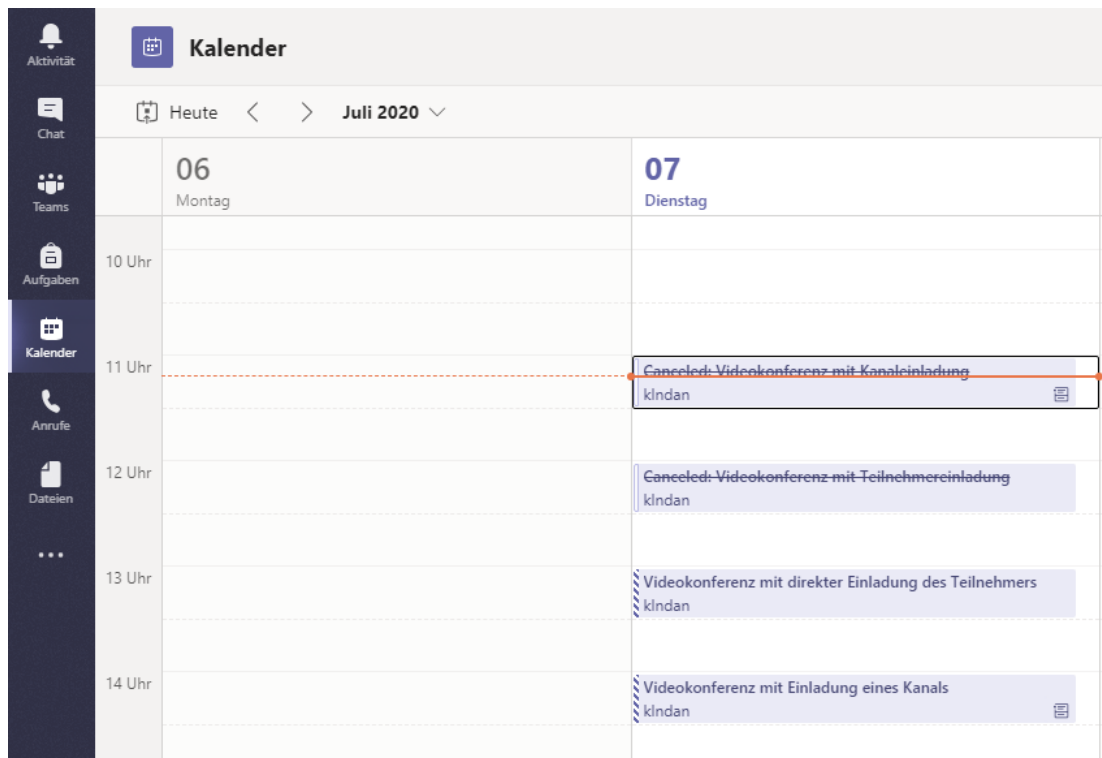 Aktivität
Chat
Teams
Aufgaben
Kalender
Anrufe
Dateien
Kalender
Heute
Juli 2020
06
Montag
07
Dienstag
10 Uhr
11 Uhr
Canceled: Videokonferenz mit Kanaleinladung
klndan
12 Uhr
Canceled: Videokonferenz mit Teilnehmereinladung
klndan
13 Uhr
Videokonferenz mit direkter Einladung des Teilnehmers
klndan
14 Uhr
Videokonferenz mit Einladung eines Kanals
klndan